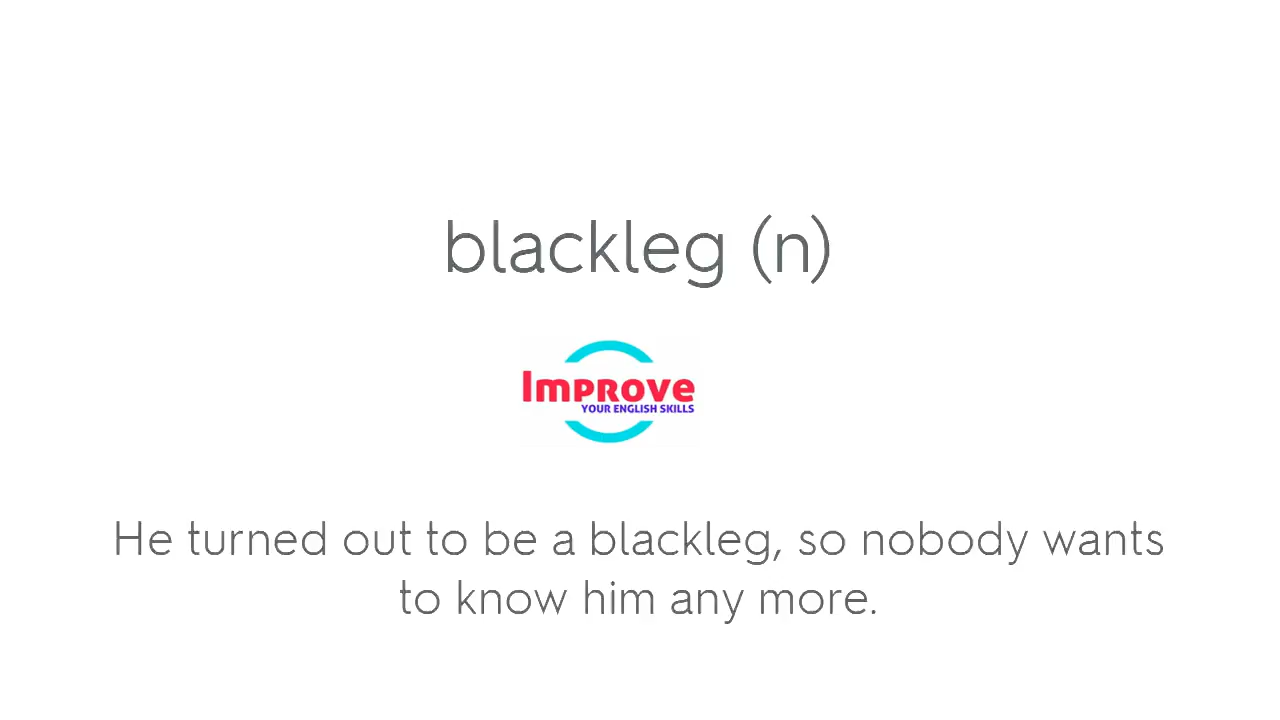 blackleg (n)
Improve
YOUR ENGLISH SKILLS
He turned out to be a blackleg, so nobody wants
to know him any more.